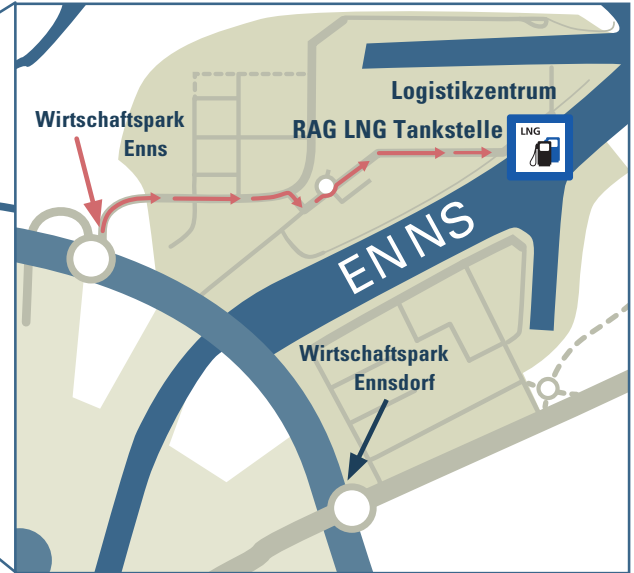 Logistikzentrum
Wirtschaftspark
Enns
RAG LNG Tankstelle
LNG
ENNS
Wirtschaftspark
Ennsdorf